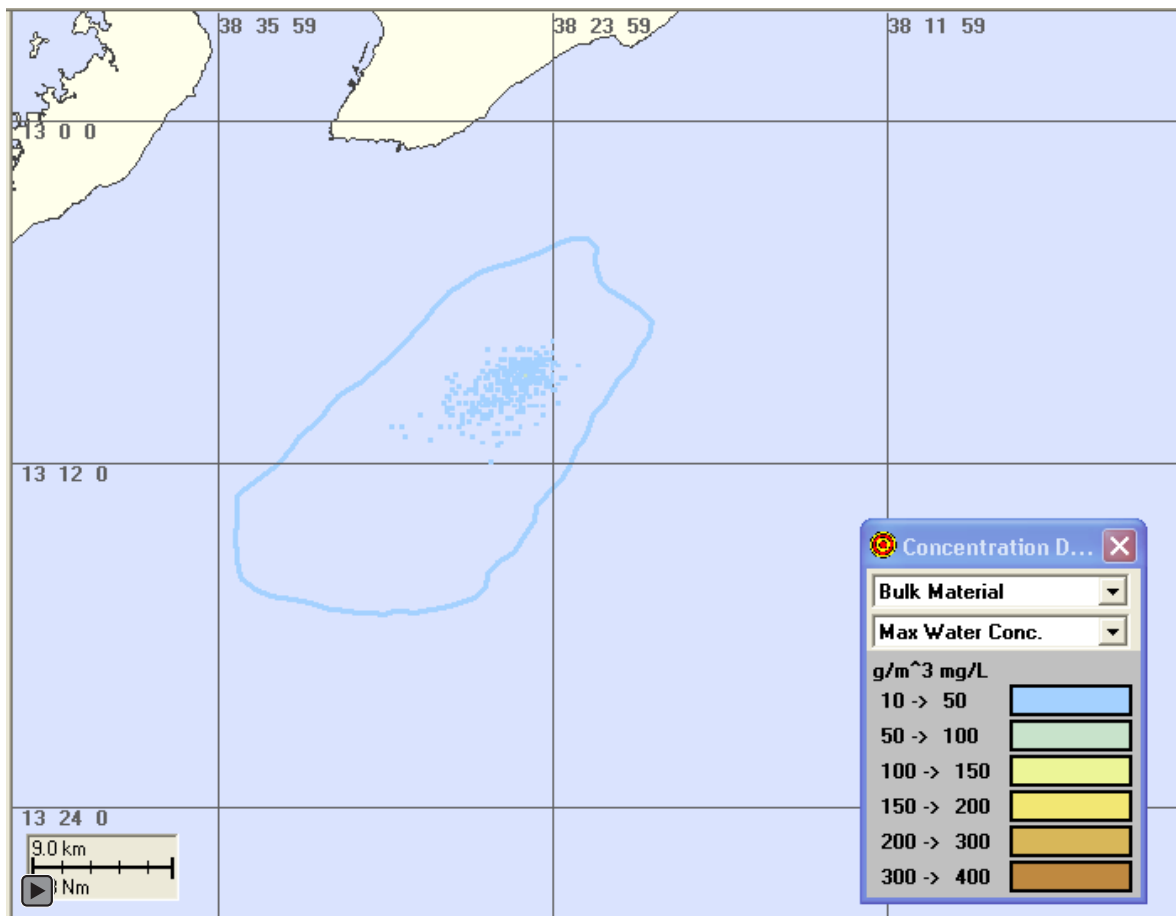 38 35 59
38 23 59
38 11 59
13 0 0
13 12 0
13 24 0
9.0 km
Nm
Concentration D...
Bulk Material
Max Water Conc.
g/m^3 mg/L
10 -> 50
50 -> 100
100 -> 150
150 -> 200
200 -> 300
300 -> 400